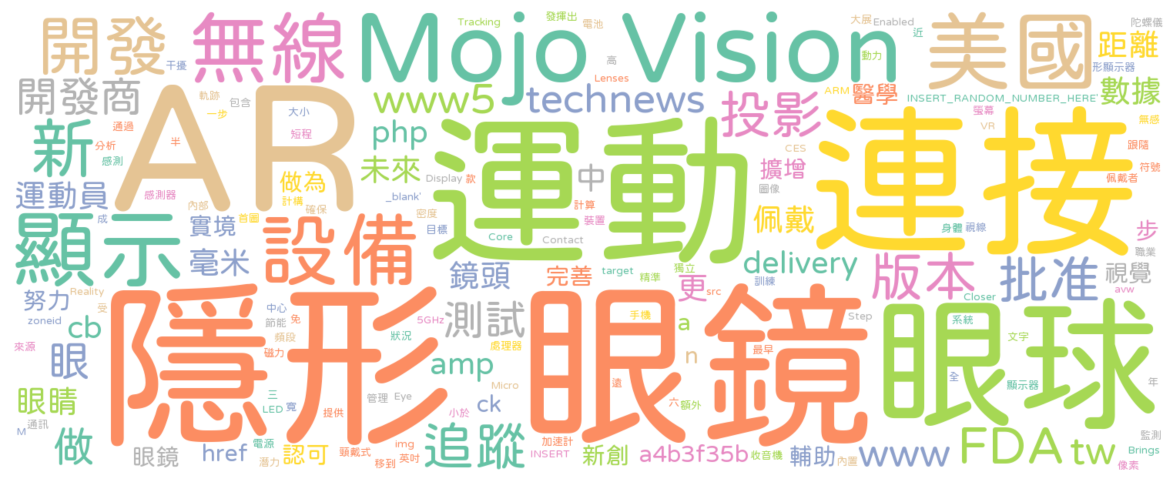 開發
無線
Mojo Vision
美國
距離
干擾
Tracking
發揮出
電池
大展
Enabled
近
陀螺儀
動力
形顯示器
高
開發商
AR
www5
technews
投影
Lenses
ARM
醫學
INSERT_RANDOM_NUMBER_HERE'
數據
軌跡
包含
一步
大小
短程
php
運動
連接
螢幕
VR
無感
新
通過
分析
半
感測
未來
中
擴增
CES
圖像
跟隨
符號
佩戴者
運動員
感測器
做為
計構
確保
Display
款
_blank'
計算
裝置
佩戴
身體
視線
步
顯示
成
內部
實境
首圖
設備
密度
目標
Core
Contact
職業
毫米
鏡頭
完善
target
精準
獨立
delivery
訓練
版本
批准
視覺
avw
努力
Reality
受
zoneid
中心
節能
兔
頻段
磁力
隱形眼鏡
5GHz
狀況
測試
處理器
更
src
手機
a
n
Step
最早
Closer
系統
眼球
文字
cb
來源
眼
amp
Micro
遠
全
顯示器
年
眼睛
M
通訊
三
LED
寬
提供
管理
Eye
小於
ck
六
額外
做
眼鏡
href
電源
潛力
認可
頭戴式
移到
img
英吋
追蹤
INSERT
加速計
新創
a4b3f35b
收音機
輔助
內置
www
FDA
tw
監測
Brings
像素